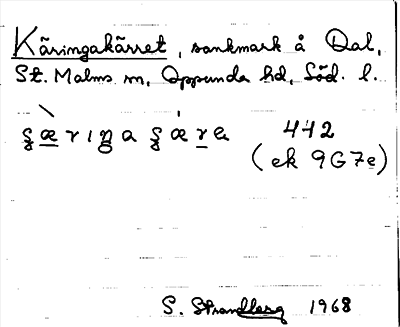 Käringakärret, sankmark å Dal,
St. Malms sn, Oppunda hd, Söd. l.
442
(ek 9G7e)
S. Strandberg 1968